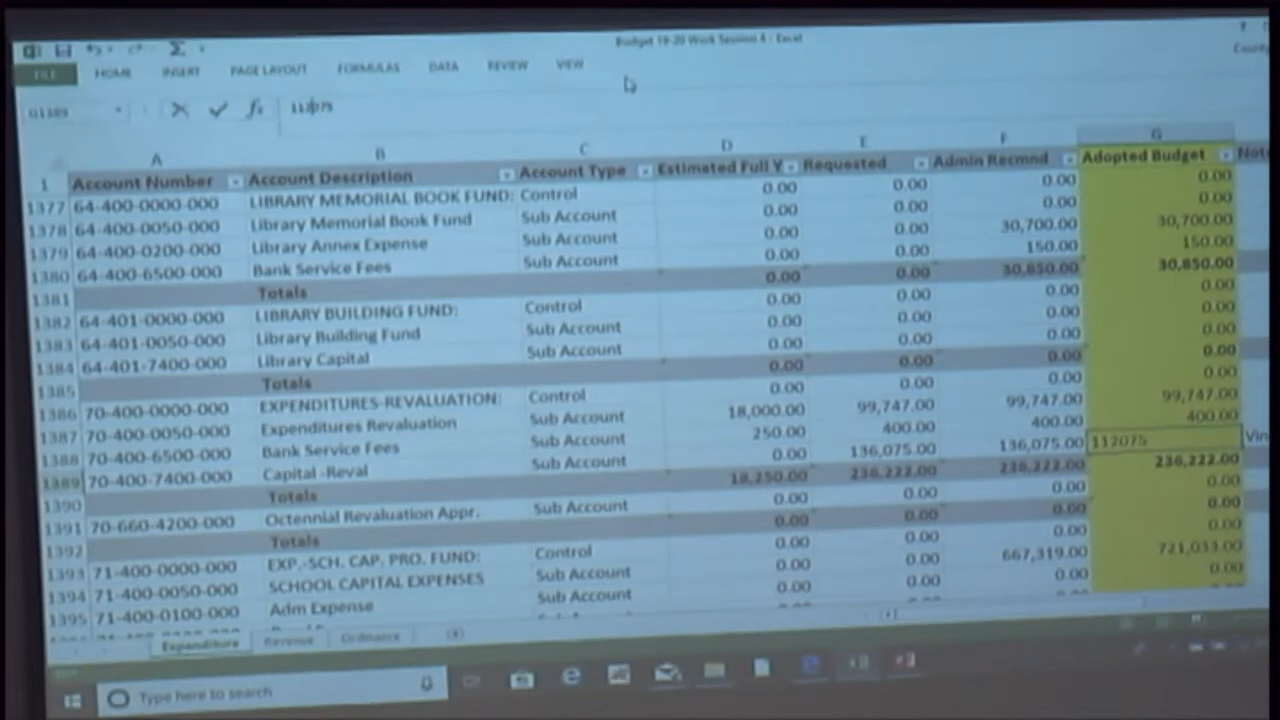 Budget 19-20 Work Session 4 - Excel
FILE HOME INSERT PAGE LAYOUT FORMULAS DATA REVIEW VIEW
G1389 fx 112075
A B C D E F G
1 Account Number Account Description Account Type Estimated Full Y Requested Admin Recmnd Adopted Budget Note
1377 64-400-0000-000 LIBRARY MEMORIAL BOOK FUND: Control 0.00 0.00 0.00 0.00
1378 64-400-0050-000 Library Memorial Book Fund Sub Account 0.00 0.00 0.00 0.00
1379 64-400-0200-000 Library Annex Expense Sub Account 0.00 0.00 30,700.00 30,700.00
1380 64-400-6500-000 Bank Service Fees Sub Account 0.00 0.00 150.00 150.00
1381 Totals 0.00 0.00 30,850.00 30,850.00
1382 64-401-0000-000 LIBRARY BUILDING FUND: Control 0.00 0.00 0.00 0.00
1383 64-401-0050-000 Library Building Fund Sub Account 0.00 0.00 0.00 0.00
1384 64-401-7400-000 Library Capital Sub Account 0.00 0.00 0.00 0.00
1385 Totals 0.00 0.00 0.00 0.00
1386 70-400-0000-000 EXPENDITURES-REVALUATION: Control 0.00 0.00 0.00 0.00
1387 70-400-0050-000 Expenditures Revaluation Sub Account 18,000.00 99,747.00 99,747.00 99,747.00
1388 70-400-6500-000 Bank Service Fees Sub Account 250.00 400.00 400.00 400.00
1389 70-400-7400-000 Capital -Reval Sub Account 0.00 136,075.00 136,075.00 112075 Vin
1390 Totals 18,250.00 236,222.00 236,222.00 236,222.00
1391 70-660-4200-000 Octennial Revaluation Appr. Sub Account 0.00 0.00 0.00 0.00
1392 Totals 0.00 0.00 0.00 0.00
1393 71-400-0000-000 EXP.-SCH. CAP. PRO. FUND: Control 0.00 0.00 0.00 0.00
1394 71-400-0050-000 SCHOOL CAPITAL EXPENSES Sub Account 0.00 0.00 667,319.00 721,033.00
1395 71-400-0100-000 Adm Expense Sub Account 0.00 0.00 0.00 0.00
Expenditure Revenue Ordinance
Type here to search